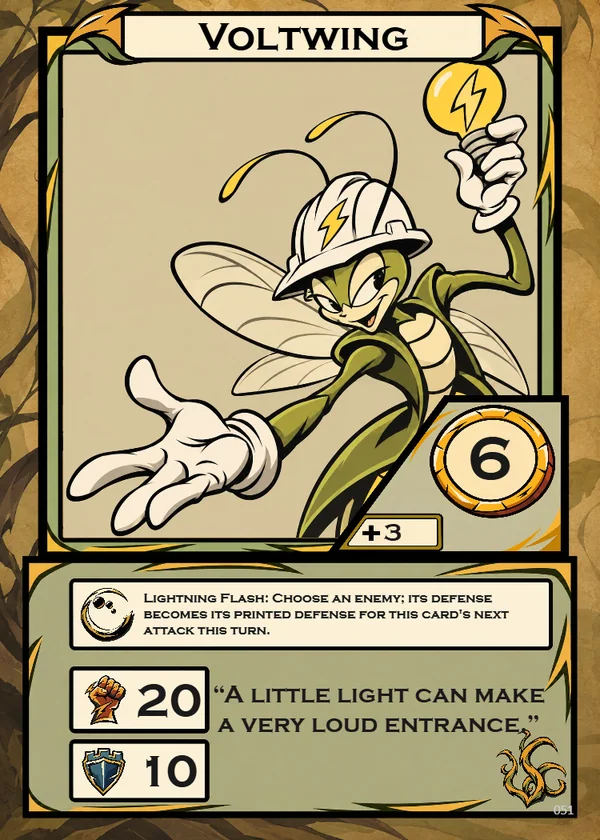 Voltwing
6
+3
Lightning Flash: Choose an enemy; its defense
becomes its printed defense for this card's next
attack this turn.
20
10
“A little light can make
a very loud entrance.”
051